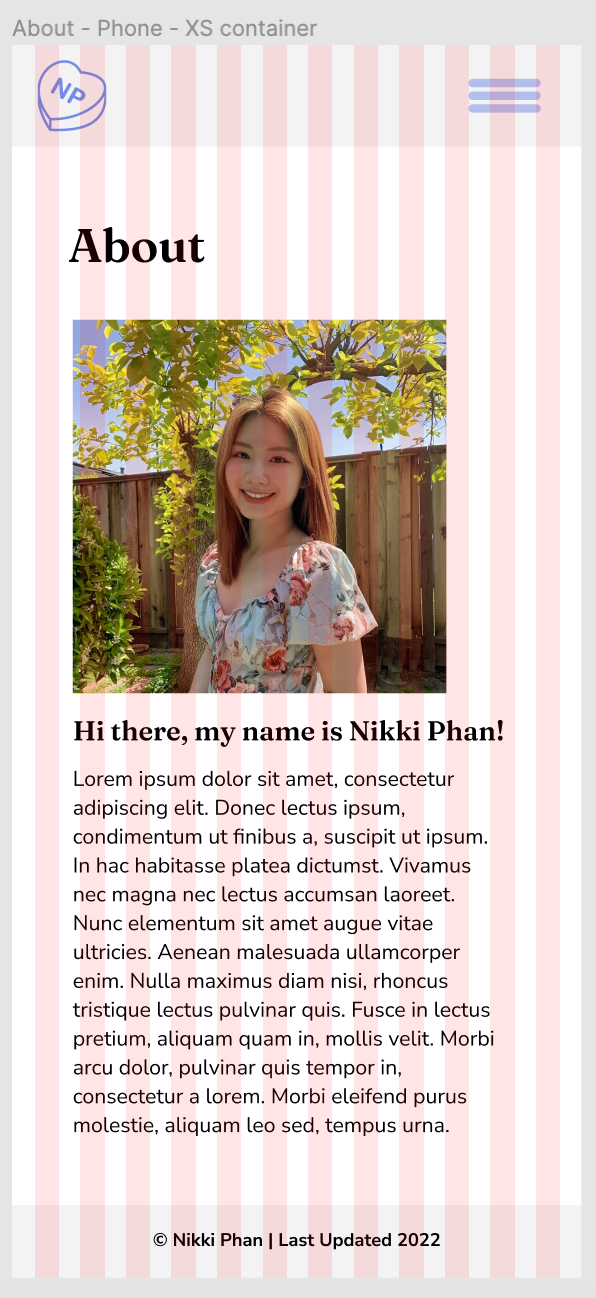 About - Phone - XS container
NP
About
Hi there, my name is Nikki Phan!
Lorem ipsum dolor sit amet, consectetur
adipiscing elit. Donec lectus ipsum,
condimentum ut finibus a, suscipit ut ipsum.
In hac habitasse platea dictumst. Vivamus
nec magna nec lectus accumsan laoreet.
Nunc elementum sit amet augue vitae
ultricies. Aenean malesuada ullamcorper
enim. Nulla maximus diam nisi, rhoncus
tristique lectus pulvinar quis. Fusce in lectus
pretium, aliquam quam in, mollis velit. Morbi
arcu dolor, pulvinar quis tempor in,
consectetur a lorem. Morbi eleifend purus
molestie, aliquam leo sed, tempus urna.
© Nikki Phan | Last Updated 2022